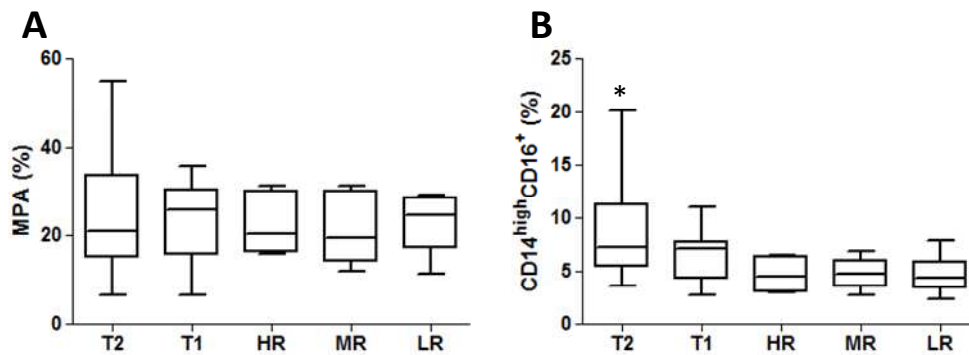 A
MPA (%)
60
40
20
0
T2 T1 HR MR LR
B
CD14highCD16+ (%)
25
20
15
10
5
0
*
T2 T1 HR MR LR